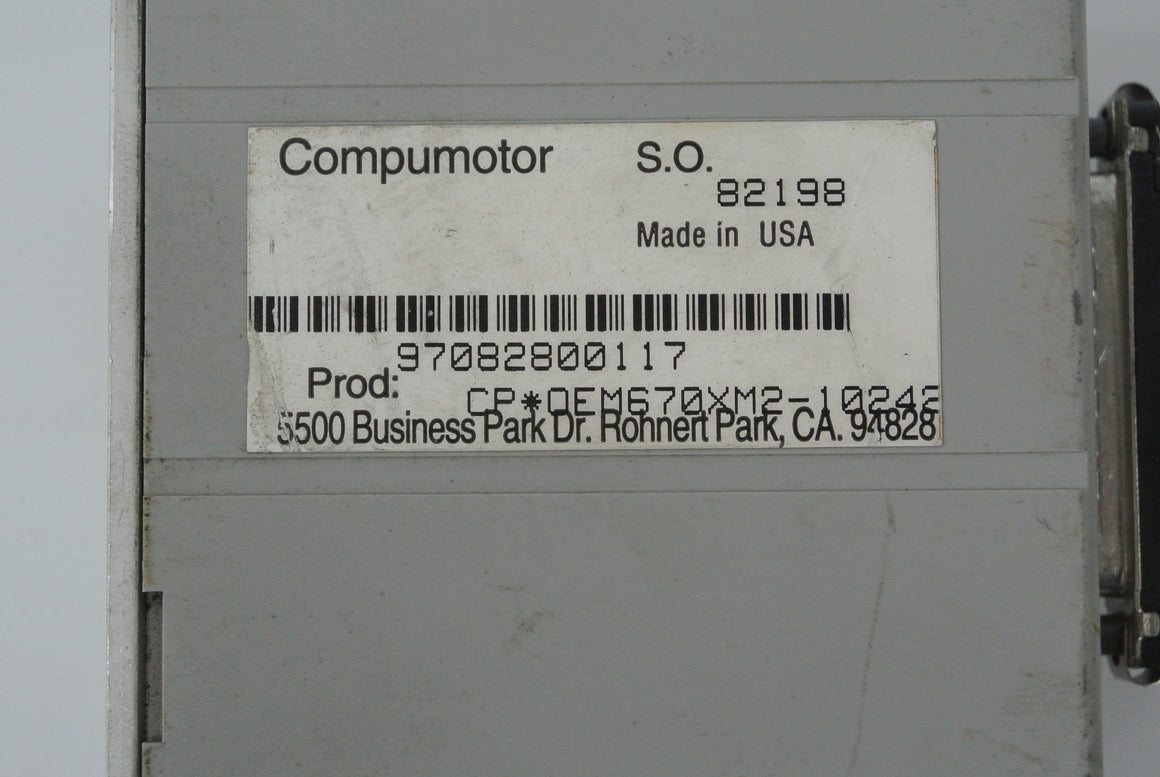 Compumotor S.O.
82198
Made in USA
97082800117
Prod: CP*OEM670XM2-10242
5500 Business Park Dr. Rohnert Park, CA. 94828